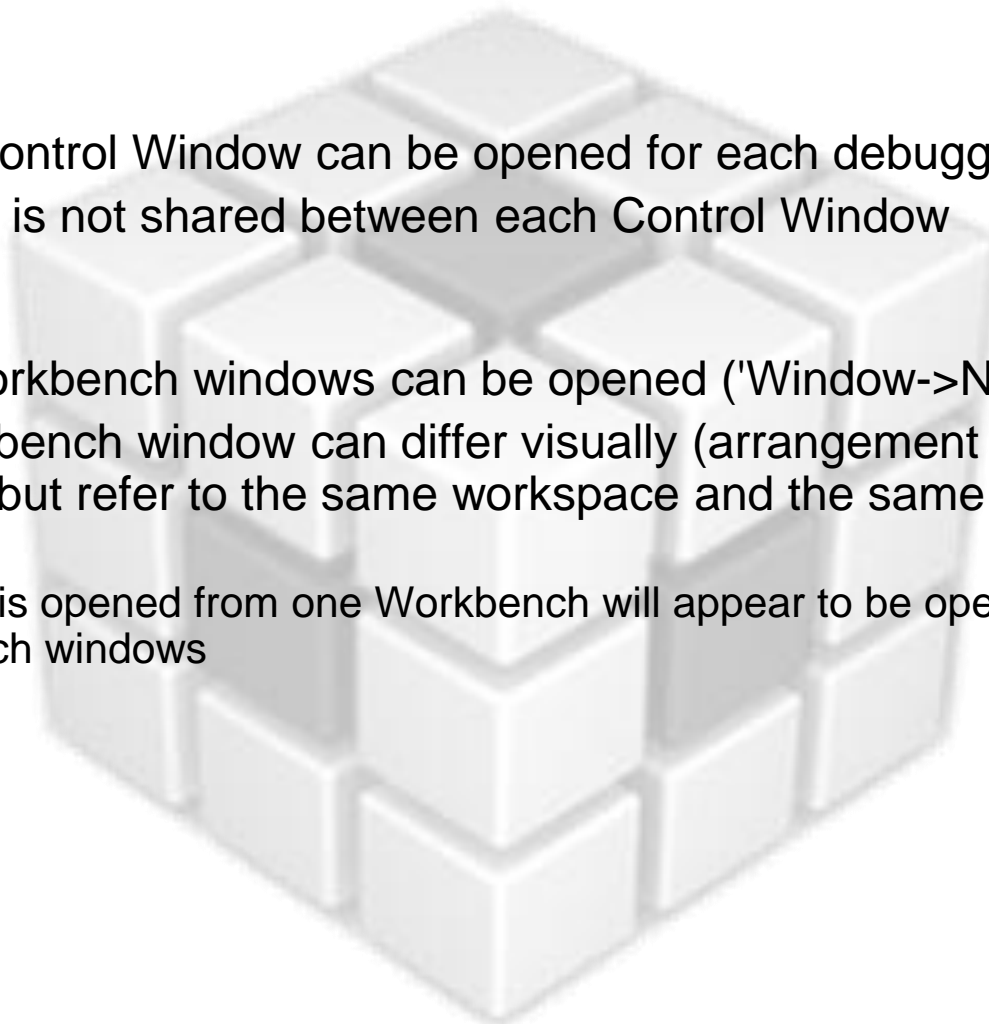 ontrol Window can be opened for each debugg
is not shared between each Control Window
orkbench windows can be opened ('Window->N
bench window can differ visually (arrangement
but refer to the same workspace and the same
is opened from one Workbench will appear to be ope
ch windows